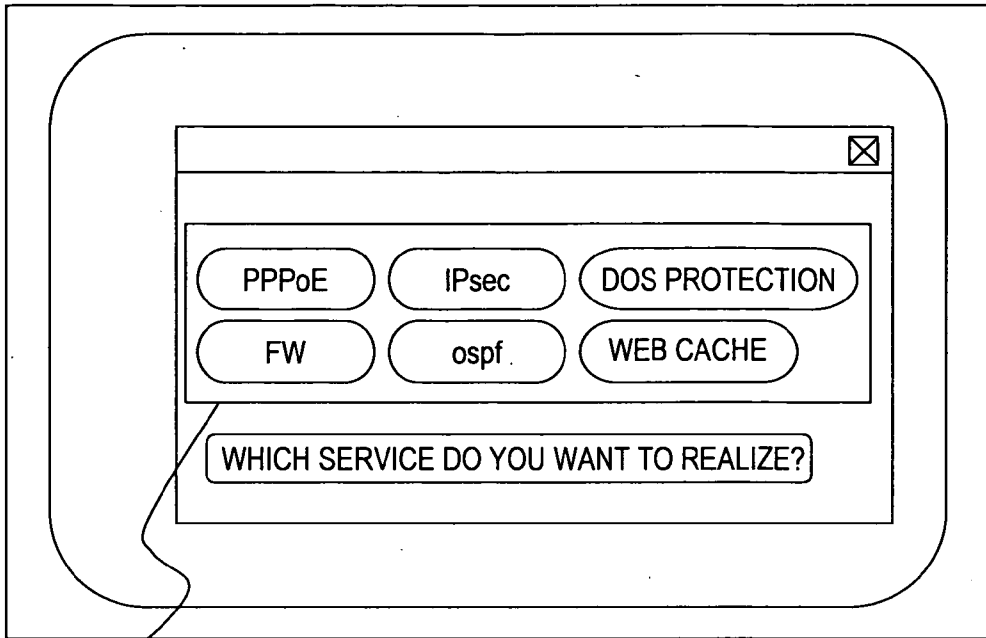 PPPoE IPsec DOS PROTECTION
FW ospf WEB CACHE
WHICH SERVICE DO YOU WANT TO REALIZE?